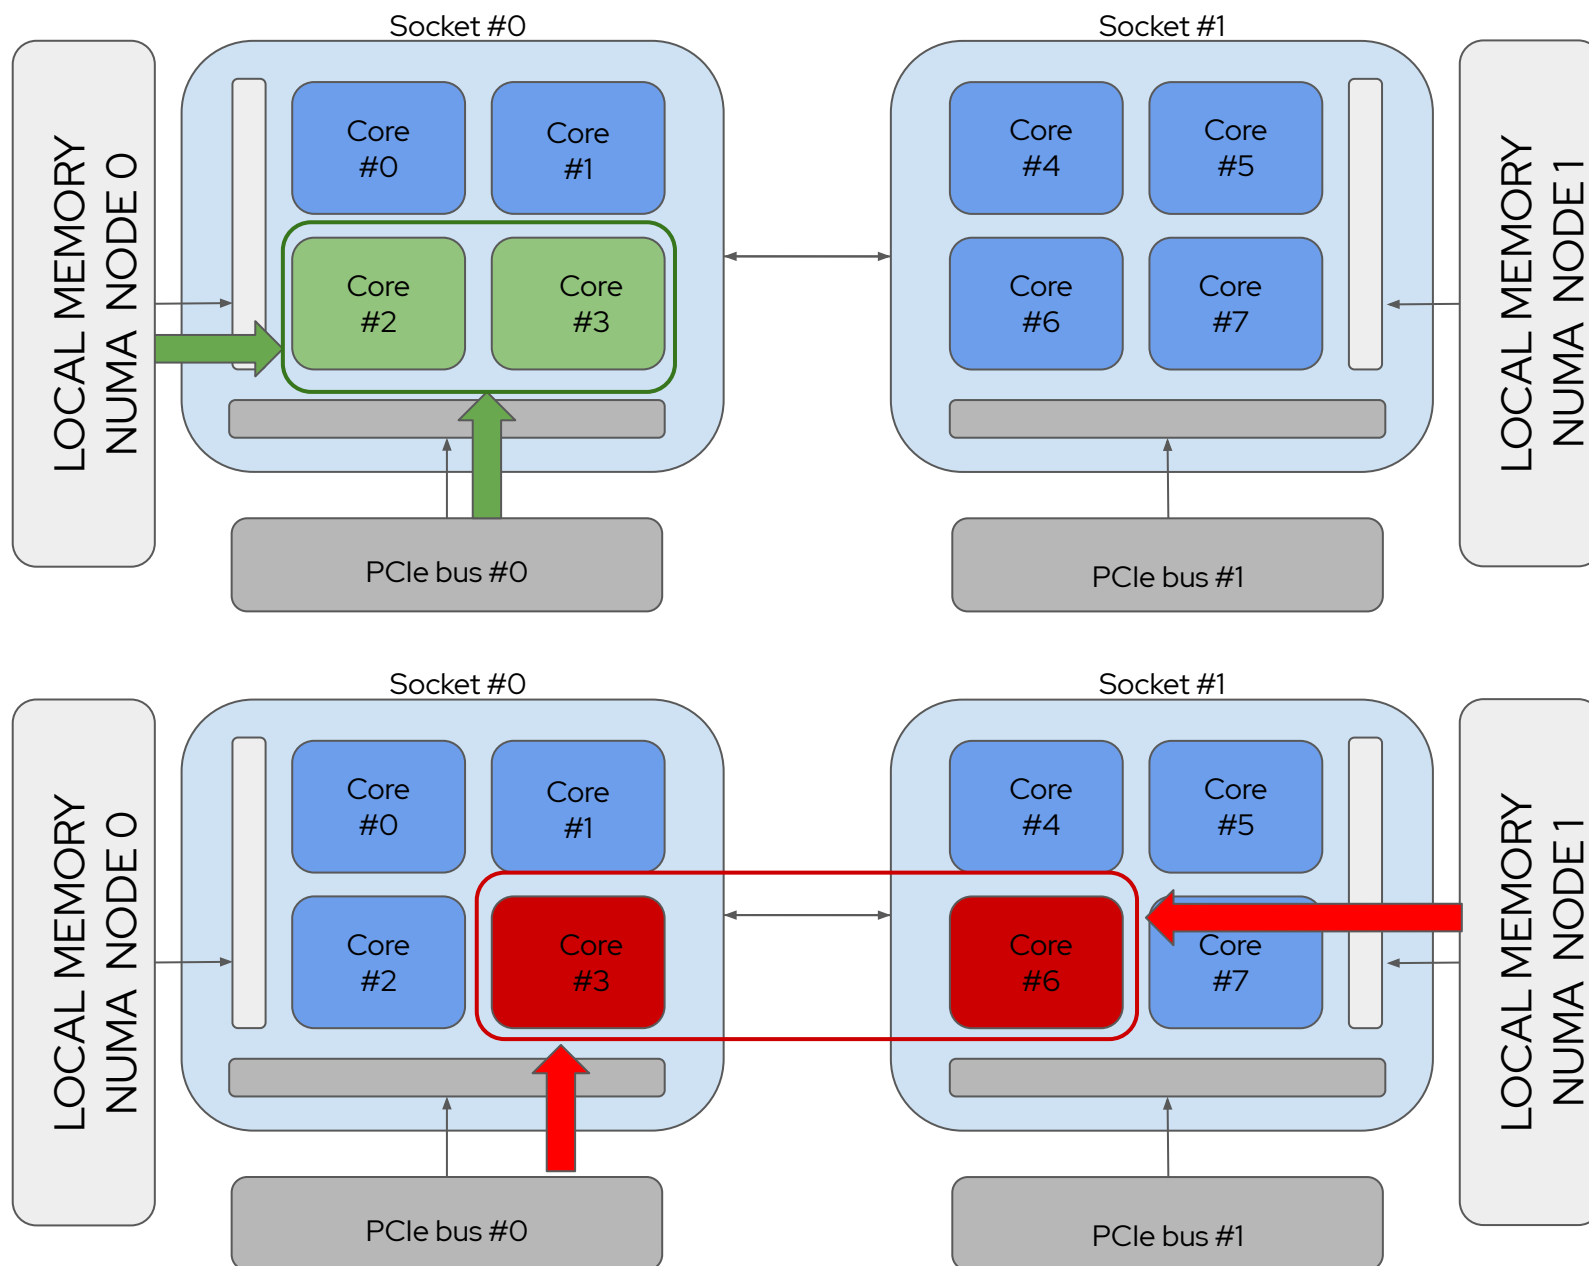 Socket #0
Socket #1
LOCAL MEMORY
NUMA NODE 0
Core
#0
Core
#1
Core
#2
Core
#3
Core
#4
Core
#5
Core
#6
Core
#7
LOCAL MEMORY
NUMA NODE 1
PCIe bus #0
PCIe bus #1
Socket #0
Socket #1
LOCAL MEMORY
NUMA NODE 0
Core
#0
Core
#1
Core
#2
Core
#3
Core
#4
Core
#5
Core
#6
Core
#7
LOCAL MEMORY
NUMA NODE 1
PCIe bus #0
PCIe bus #1